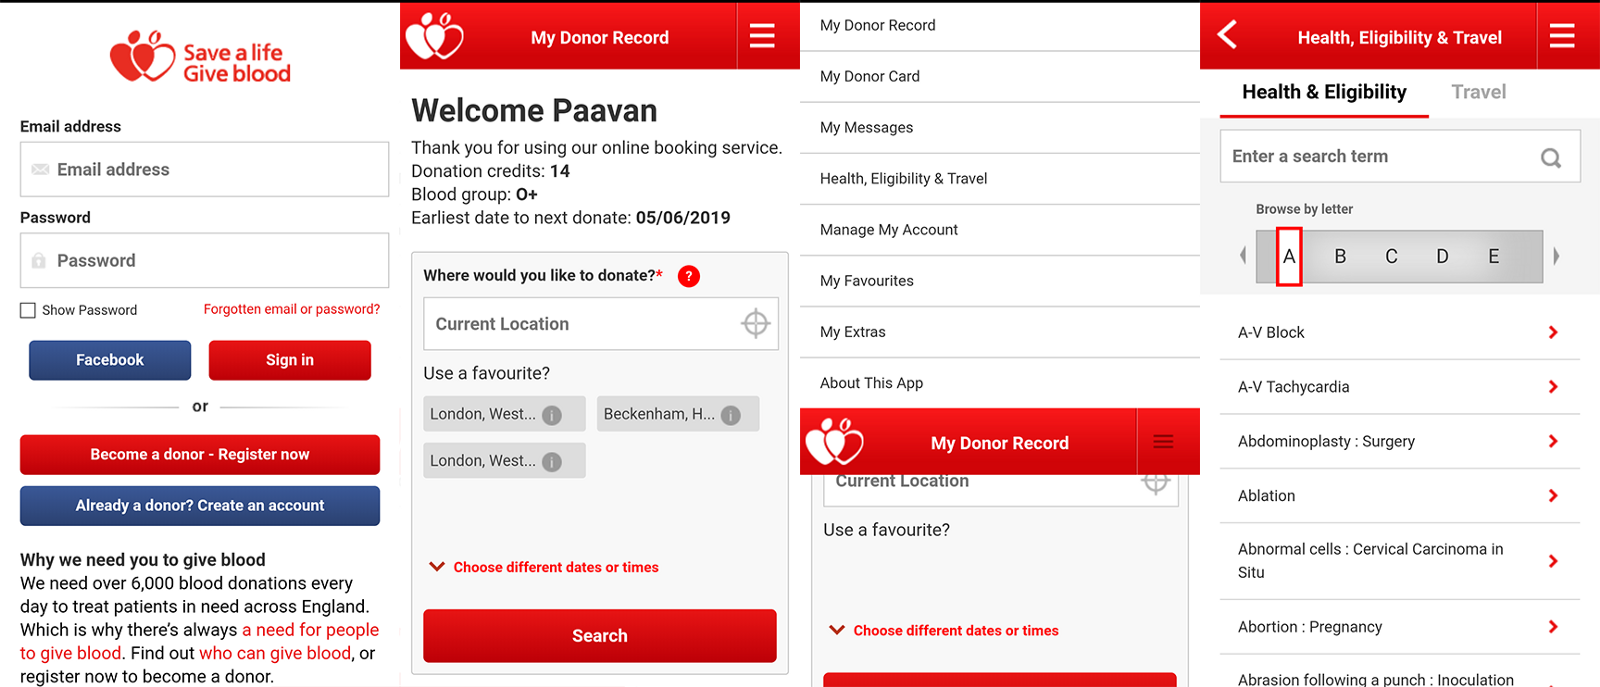 Save a life
Give blood
Email address
Email address
Password
Password
Show Password
Forgotten email or password?
Facebook
Sign in
or
Become a donor - Register now
Already a donor? Create an account
Why we need you to give blood
We need over 6,000 blood donations every
day to treat patients in need across England.
Which is why there's always a need for people
to give blood. Find out who can give blood, or
register now to become a donor.
My Donor Record
Welcome Paavan
Thank you for using our online booking service.
Donation credits: 14
Blood group: O+
Earliest date to next donate: 05/06/2019
Where would you like to donate?* ?
Current Location
Use a favourite?
London, West... i
Beckenham, H... i
London, West... i
Choose different dates or times
Search
My Donor Record
My Donor Card
My Messages
Health, Eligibility & Travel
Manage My Account
My Favourites
My Extras
About This App
My Donor Record
Current Location
Use a favourite?
Choose different dates or times
Health, Eligibility & Travel
Health & Eligibility
Travel
Enter a search term
Browse by letter
A B C D E
A-V Block
A-V Tachycardia
Abdominoplasty : Surgery
Ablation
Abnormal cells : Cervical Carcinoma in
Situ
Abortion : Pregnancy
Abrasion following a punch : Inoculation